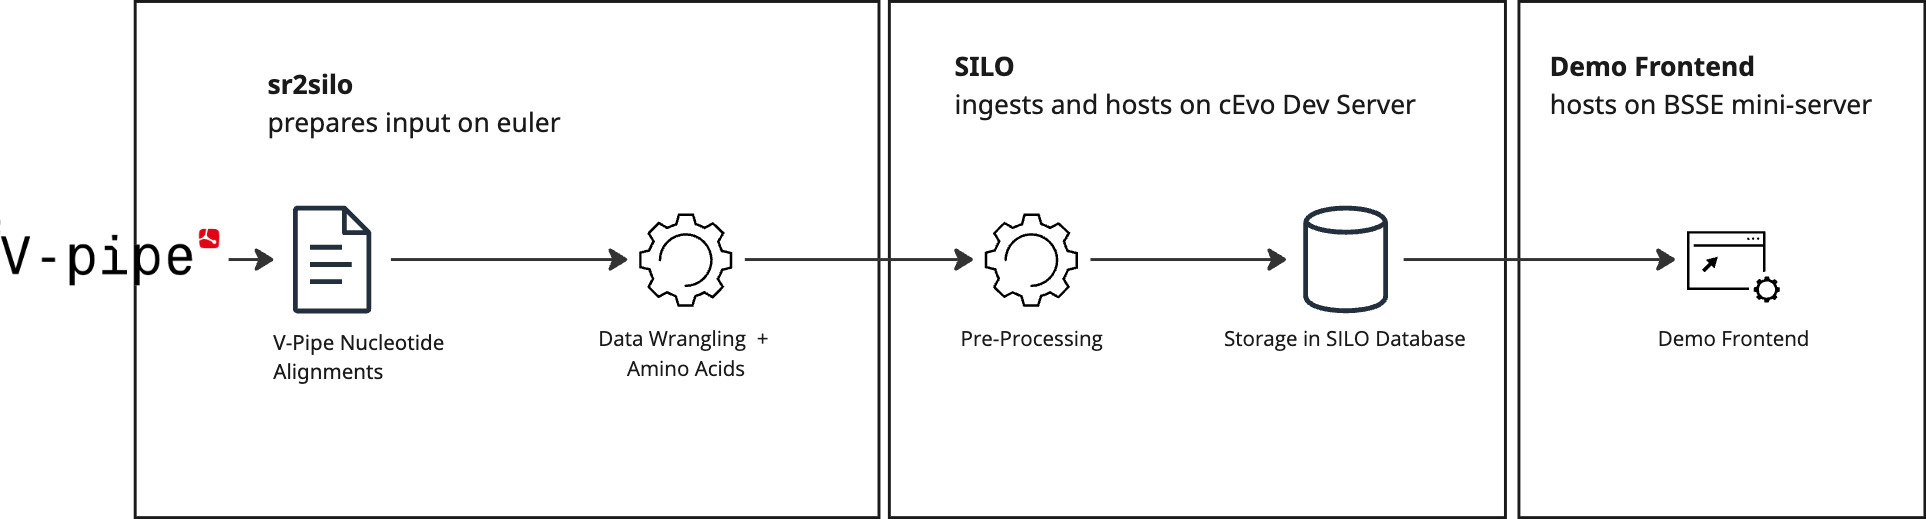 sr2silo
prepares input on euler
SILO
ingests and hosts on cEvo Dev Server
Demo Frontend
hosts on BSSE mini-server
V-pipe
V-Pipe Nucleotide
Alignments
Data Wrangling +
Amino Acids
Pre-Processing
Storage in SILO Database
Demo Frontend